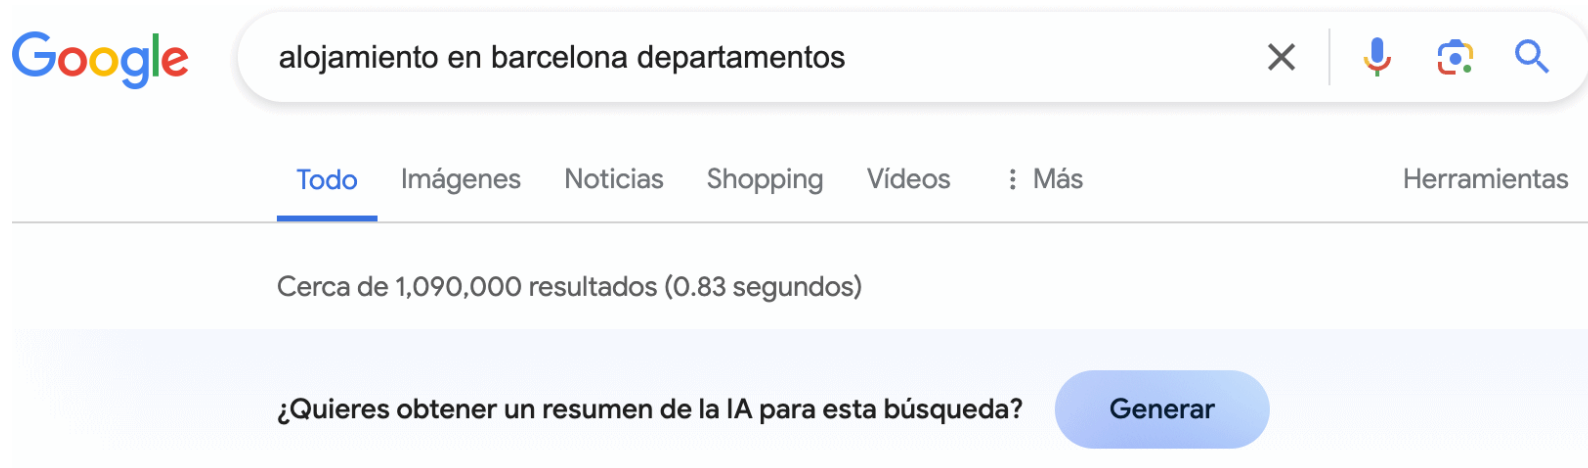 Google alojamiento en barcelona departamentos
Todo Imágenes Noticias Shopping Vídeos Más Herramientas
Cerca de 1,090,000 resultados (0.83 segundos)
¿Quieres obtener un resumen de la IA para esta búsqueda? Generar